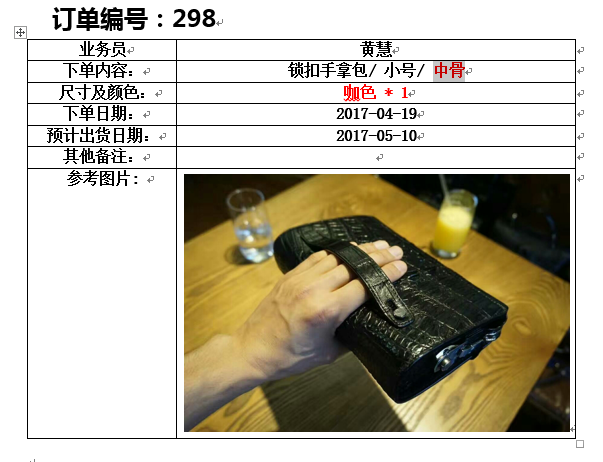 订单编号：298
业务员 黄慧
下单内容： 锁扣手拿包/ 小号/ 中骨
尺寸及颜色： 咖色 * 1
下单日期： 2017-04-19
预计出货日期： 2017-05-10
其他备注：
参考图片：